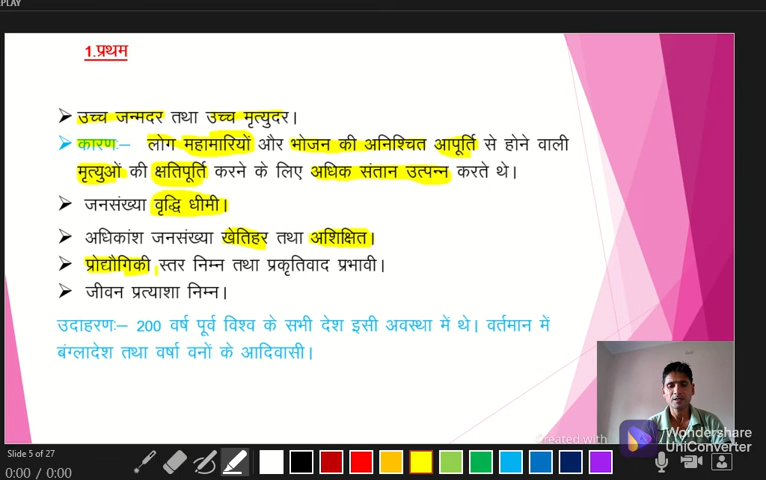 PLAY
1.प्रथम
➢ उच्च जन्मदर तथा उच्च मृत्युदर।
➢ कारण:– लोग महामारियों और भोजन की अनिश्चित आपूर्ति से होने वाली
मृत्युओं की क्षतिपूर्ति करने के लिए अधिक संतान उत्पन्न करते थे।
➢ जनसंख्या वृद्धि धीमी।
➢ अधिकांश जनसंख्या खेतिहर तथा अशिक्षित।
➢ प्रोद्यौगिकी स्तर निम्न तथा प्रकृतिवाद प्रभावी।
➢ जीवन प्रत्याशा निम्न।
उदाहरण:– 200 वर्ष पूर्व विश्व के सभी देश इसी अवस्था में थे। वर्तमान में
बंग्लादेश तथा वर्षा वनों के आदिवासी।
Created with
Wondershare
UniConverter
Slide 5 of 27
0:00 / 0:00